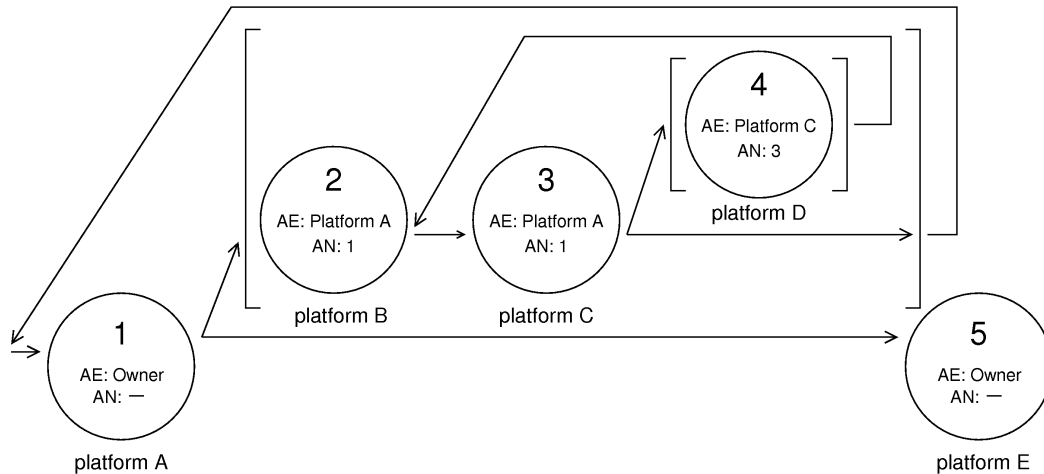 4
AE: Platform C
AN: 3
platform D
2
AE: Platform A
AN: 1
platform B
3
AE: Platform A
AN: 1
platform C
1
AE: Owner
AN: —
platform A
5
AE: Owner
AN: —
platform E